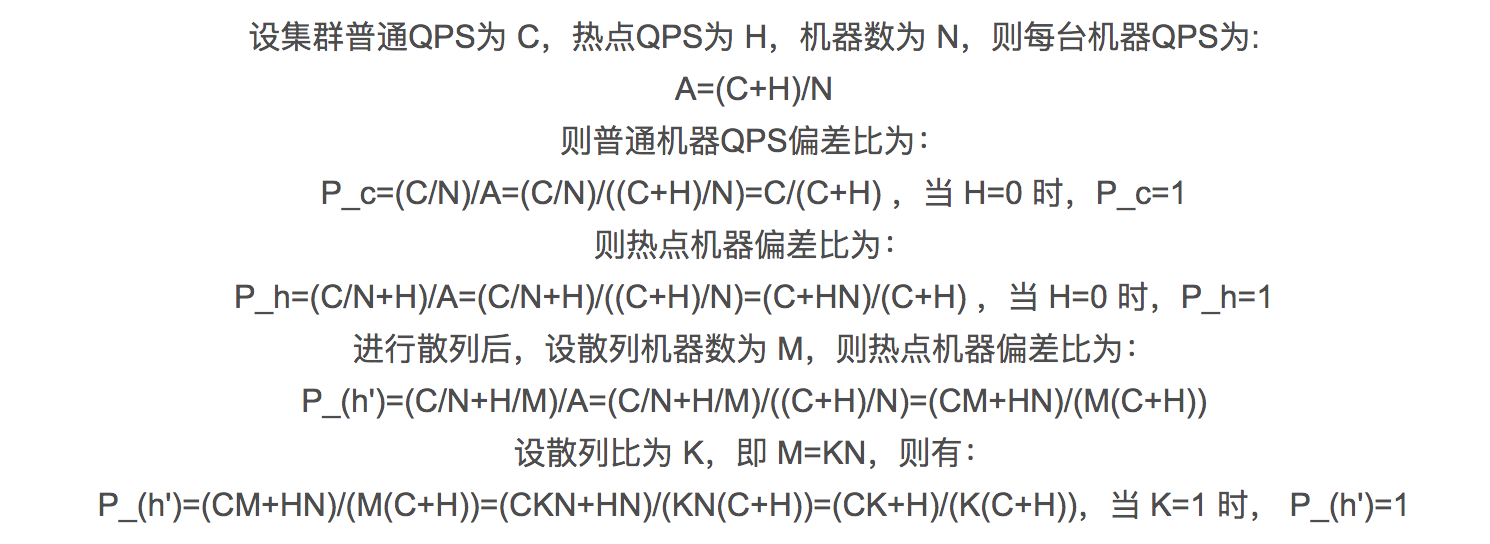 设集群普通QPS为 C，热点QPS为 H，机器数为 N，则每台机器QPS为:
A=(C+H)/N
则普通机器QPS偏差比为：
P_c=(C/N)/A=(C/N)/((C+H)/N)=C/(C+H) ，当 H=0 时，P_c=1
则热点机器偏差比为：
P_h=(C/N+H)/A=(C/N+H)/((C+H)/N)=(C+HN)/(C+H) ，当 H=0 时，P_h=1
进行散列后，设散列机器数为 M，则热点机器偏差比为：
P_(h')=(C/N+H/M)/A=(C/N+H/M)/((C+H)/N)=(CM+HN)/(M(C+H))
设散列比为 K，即 M=KN，则有：
P_(h')=(CM+HN)/(M(C+H))=(CKN+HN)/(KN(C+H))=(CK+H)/(K(C+H))，当 K=1 时， P_(h')=1